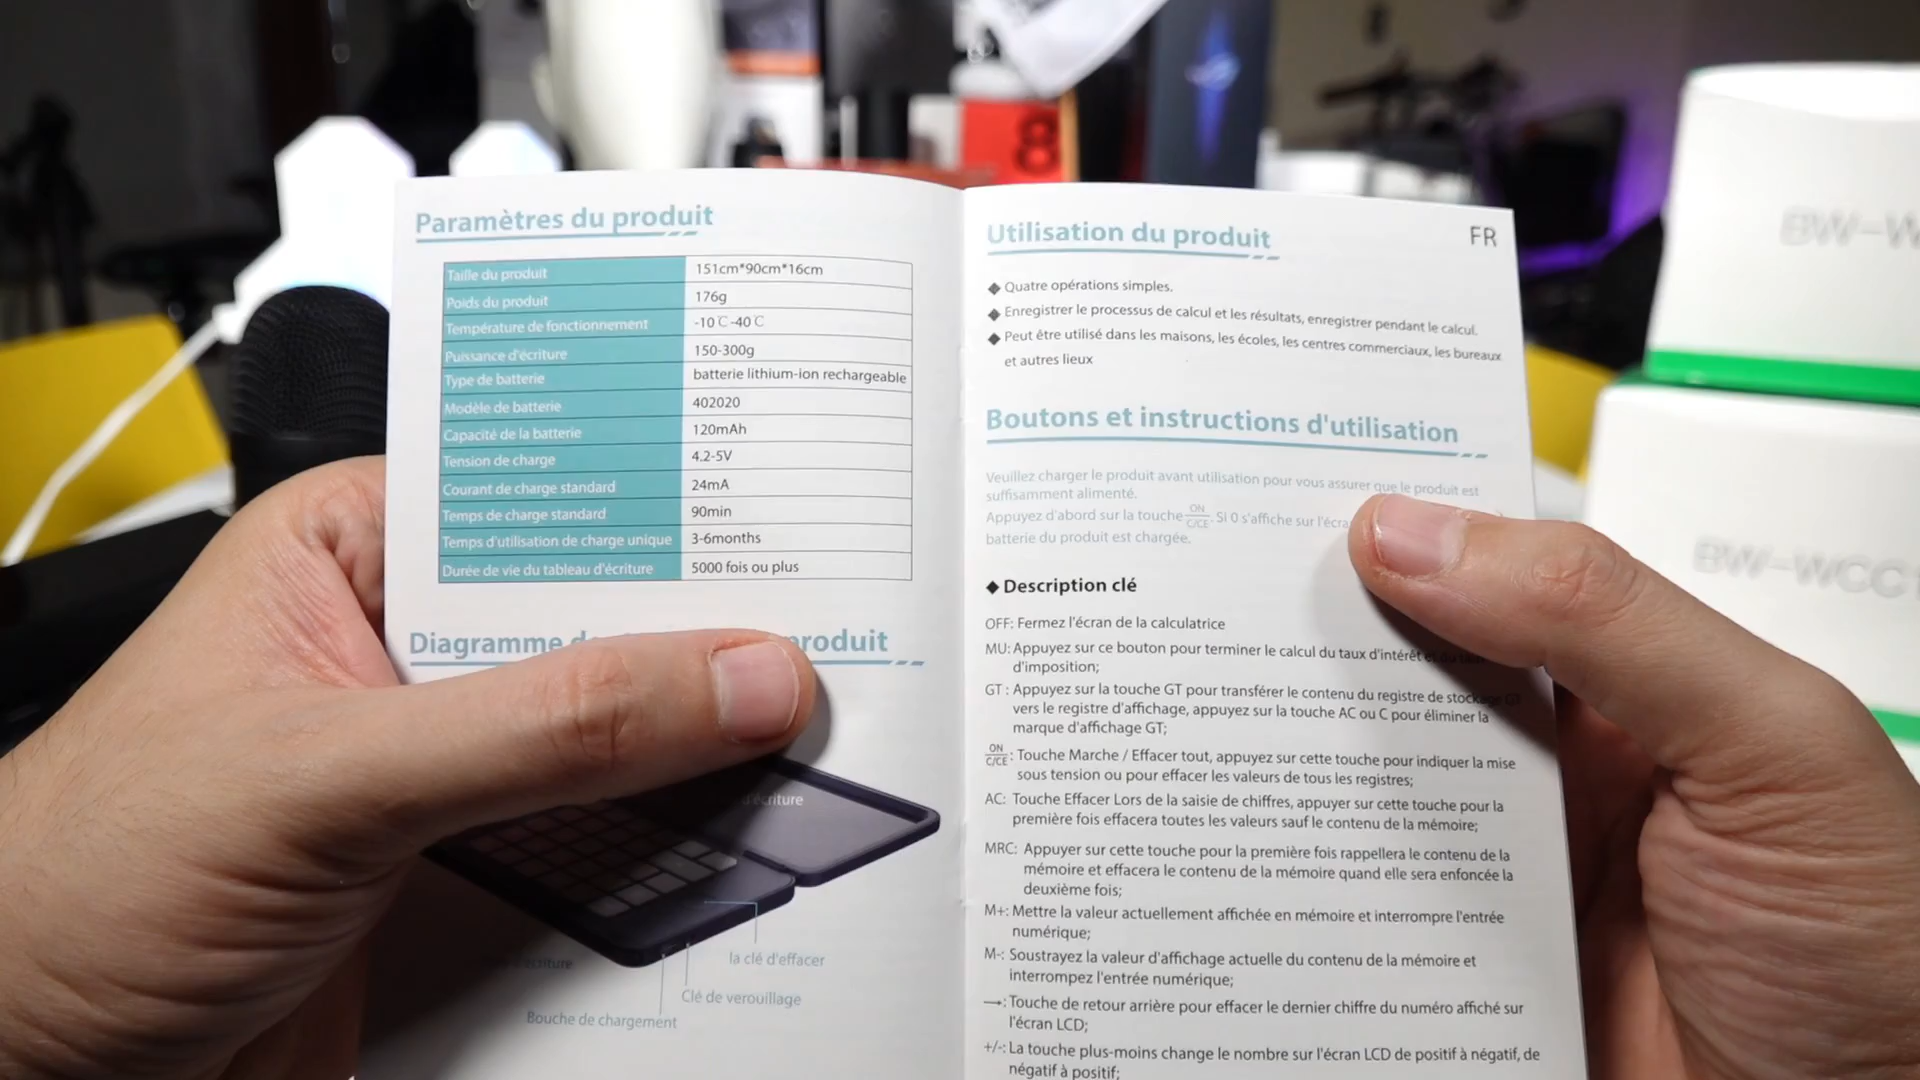 Paramètres du produit
Taille du produit 151cm*90cm*16cm
Poids du produit 176g
Température de fonctionnement -10℃-40℃
Puissance d'écriture 150-300g
Type de batterie batterie lithium-ion rechargeable
Modèle de batterie 402020
Capacité de la batterie 120mAh
Tension de charge 4.2-5V
Courant de charge standard 24mA
Temps de charge standard 90min
Temps d'utilisation de charge unique 3-6months
Durée de vie du tableau d'écriture 5000 fois ou plus
Diagramme produit
d'écriture
la clé d'effacer
écriture
Clé de verouillage
Bouche de chargement
FR
Utilisation du produit
◆ Quatre opérations simples.
◆ Enregistrer le processus de calcul et les résultats, enregistrer pendant le calcul.
◆ Peut être utilisé dans les maisons, les écoles, les centres commerciaux, les bureaux
et autres lieux
Boutons et instructions d'utilisation
Veuillez charger le produit avant utilisation pour vous assurer que le produit est
suffisamment alimenté.
Appuyez d'abord sur la touche ON C/CE. Si 0 s'affiche sur l'écra
batterie du produit est chargée.
◆ Description clé
OFF: Fermez l'écran de la calculatrice
MU: Appuyez sur ce bouton pour terminer le calcul du taux d'intérêt
d'imposition;
GT : Appuyez sur la touche GT pour transférer le contenu du registre de stockage GT
vers le registre d'affichage, appuyez sur la touche AC ou C pour éliminer la
marque d'affichage GT;
ON C/CE : Touche Marche / Effacer tout, appuyez sur cette touche pour indiquer la mise
sous tension ou pour effacer les valeurs de tous les registres;
AC: Touche Effacer Lors de la saisie de chiffres, appuyer sur cette touche pour la
première fois effacera toutes les valeurs sauf le contenu de la mémoire;
MRC: Appuyer sur cette touche pour la première fois rappellera le contenu de la
mémoire et effacera le contenu de la mémoire quand elle sera enfoncée la
deuxième fois;
M+: Mettre la valeur actuellement affichée en mémoire et interrompre l'entrée
numérique;
M-: Soustrayez la valeur d'affichage actuelle du contenu de la mémoire et
interrompez l'entrée numérique;
→: Touche de retour arrière pour effacer le dernier chiffre du numéro affiché sur
l'écran LCD;
+/-: La touche plus-moins change le nombre sur l'écran LCD de positif à négatif, de
négatif à positif;
8
BW-W
BW-WCC1